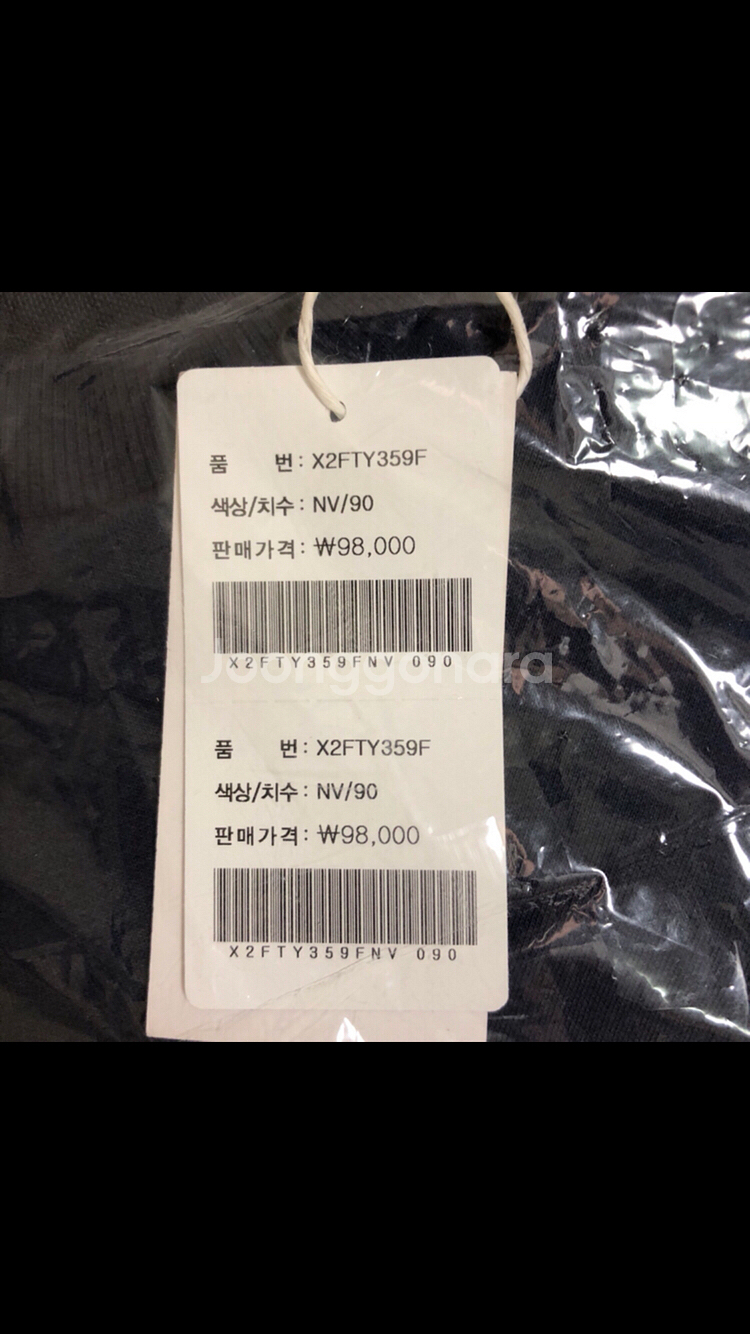 품 번: X2FTY359F
색상/치수: NV/90
판매가격: ₩98,000
X2FTY359FNV 090
Joonggonara
품 번: X2FTY359F
색상/치수: NV/90
판매가격: ₩98,000
X2FTY359FNV 090